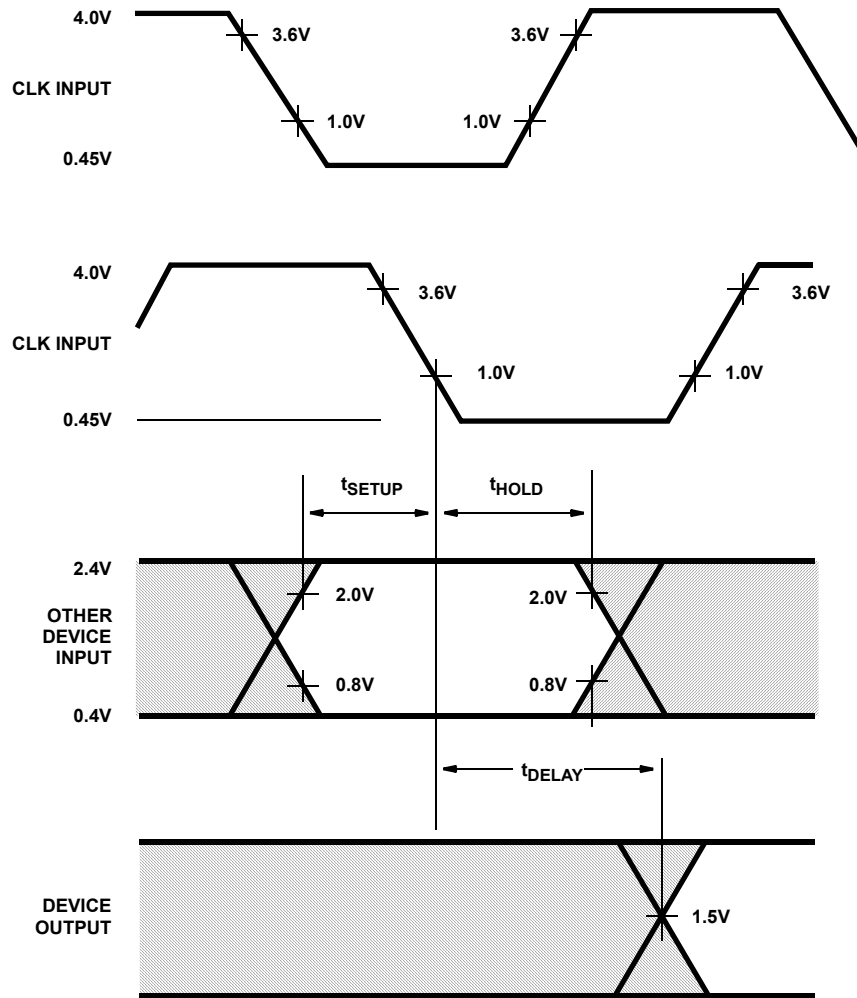 4.0V
3.6V
3.6V
CLK INPUT
1.0V
1.0V
0.45V
4.0V
3.6V
3.6V
CLK INPUT
1.0V
1.0V
0.45V
tSETUP
tHOLD
2.4V
2.0V
2.0V
OTHER
DEVICE
INPUT
0.8V
0.8V
0.4V
tDELAY
DEVICE
OUTPUT
1.5V